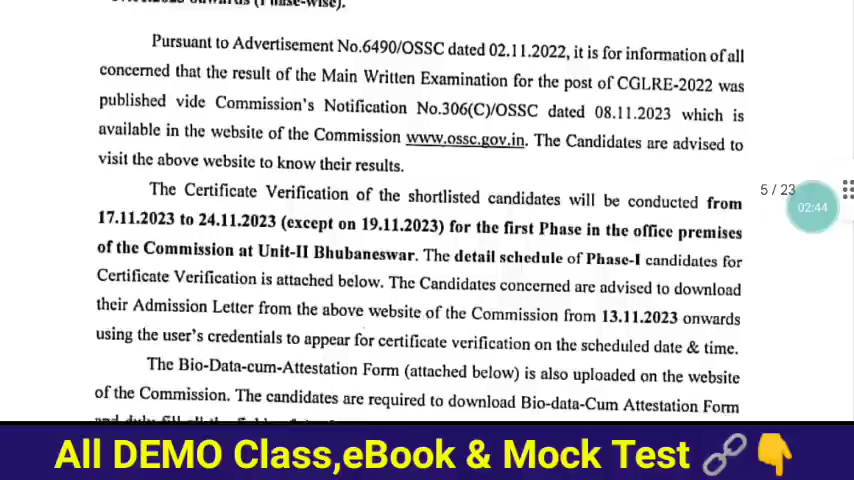 Pursuant to Advertisement No.6490/OSSC dated 02.11.2022, it is for information of all
concerned that the result of the Main Written Examination for the post of CGLRE-2022 was
published vide Commission's Notification No.306(C)/OSSC dated 08.11.2023 which is
available in the website of the Commission www.ossc.gov.in. The Candidates are advised to
visit the above website to know their results.
The Certificate Verification of the shortlisted candidates will be conducted from
17.11.2023 to 24.11.2023 (except on 19.11.2023) for the first Phase in the office premises
of the Commission at Unit-II Bhubaneswar. The detail schedule of Phase-I candidates for
Certificate Verification is attached below. The Candidates concerned are advised to download
their Admission Letter from the above website of the Commission from 13.11.2023 onwards
using the user's credentials to appear for certificate verification on the scheduled date & time.
The Bio-Data-cum-Attestation Form (attached below) is also uploaded on the website
of the Commission. The candidates are required to download Bio-data-Cum Attestation Form
5 / 23
02:44
All DEMO Class,eBook & Mock Test 🔗👇